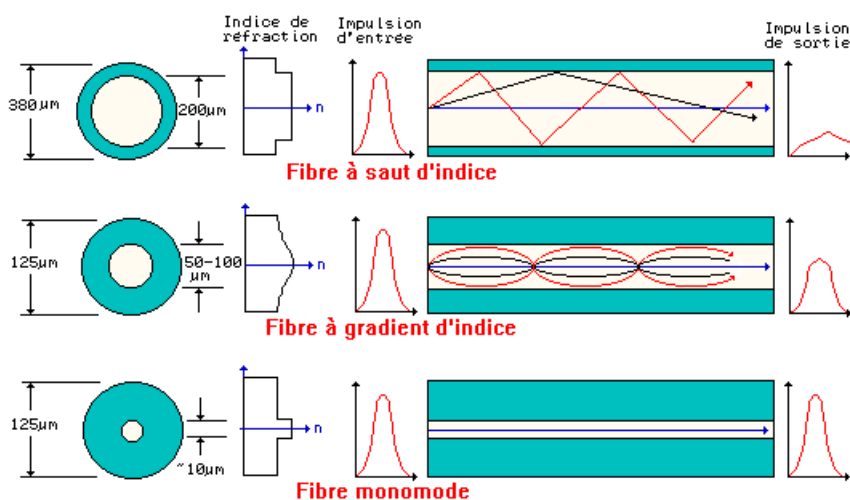 Indice de
réfraction
Impulsion
d'entrée
Impulsion
de sortie
380µm
200µm
n
Fibre à saut d'indice
125µm
50-100
µm
n
Fibre à gradient d'indice
125µm
~10µm
n
Fibre monomode